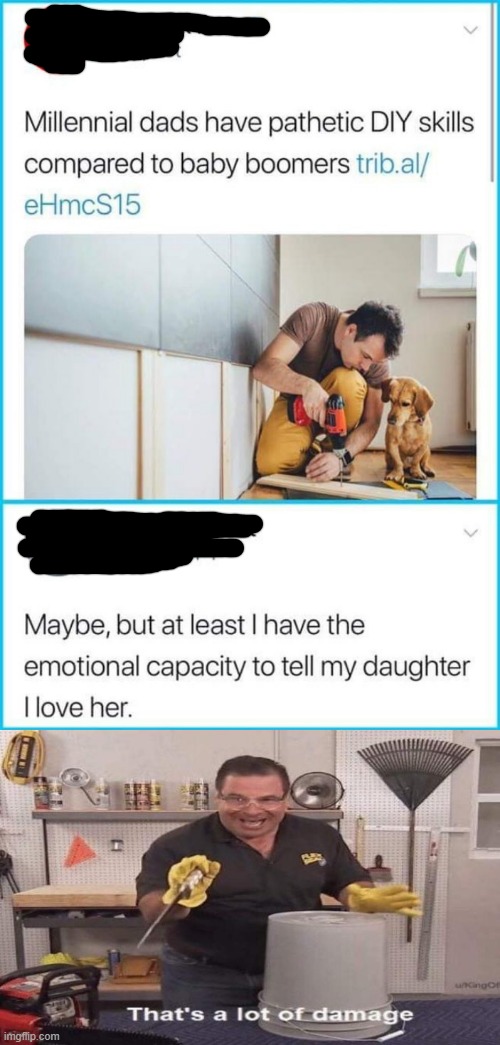 Millennial dads have pathetic DIY skills
compared to baby boomers trib.al/
eHmcS15
Maybe, but at least I have the
emotional capacity to tell my daughter
I love her.
u/KingOf
That's a lot of damage
imgflip.com